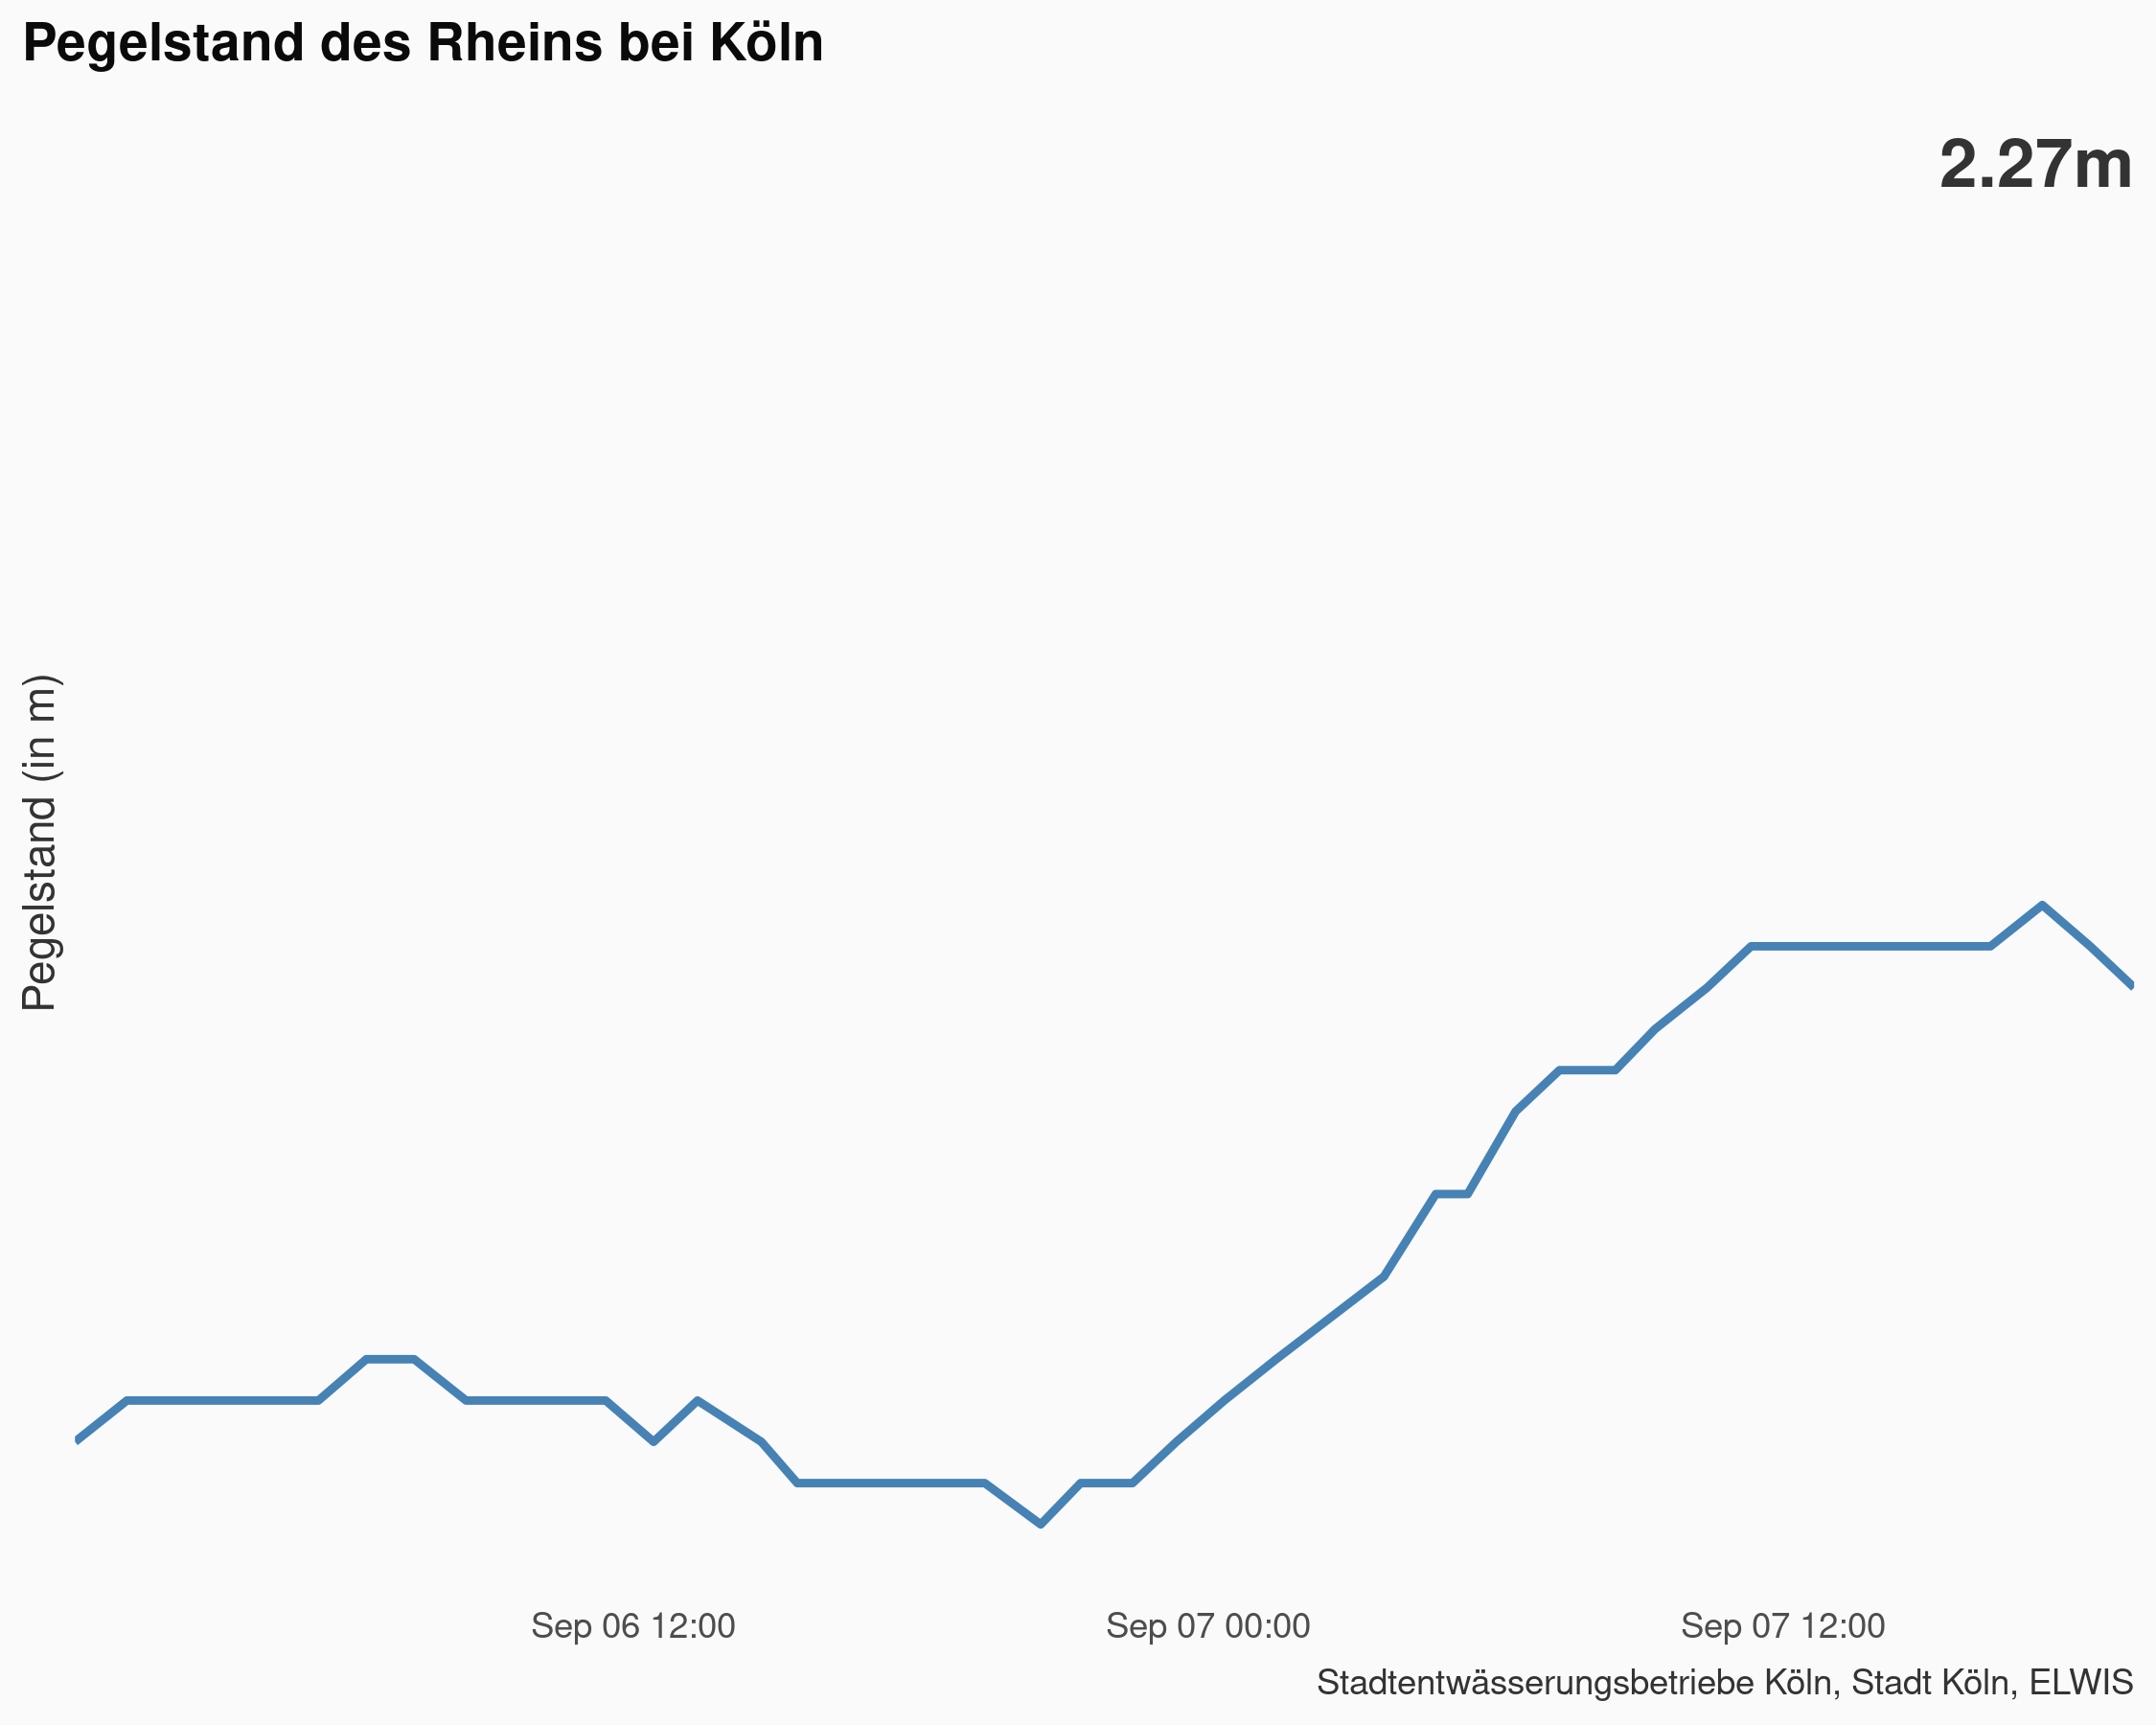 Pegelstand des Rheins bei Köln
2.27m
Pegelstand (in m)
Sep 06 12:00
Sep 07 00:00
Sep 07 12:00
Stadtentwässerungsbetriebe Köln, Stadt Köln, ELWIS